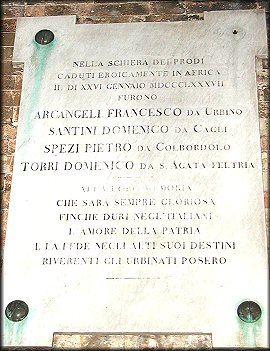 NELLA SCHIERA DEI PRODI
CADUTI EROICAMENTE IN AFRICA
IL DI XXVI GENNAIO MDCCCLXXXVII
FURONO
ARCANGELI FRANCESCO DA URBINO
SANTINI DOMENICO DA CAGLI
SPEZI PIETRO DA COLBORDOLO
TORRI DOMENICO DA S. AGATA FELTRIA
ALLA LORO MEMORIA
CHE SARA SEMPRE GLORIOSA
FINCHE DURI NEGL'ITALIANI
L AMORE DELLA PATRIA
E LA FEDE NEGLI ALTI SUOI DESTINI
RIVERENTI GLI URBINATI POSERO